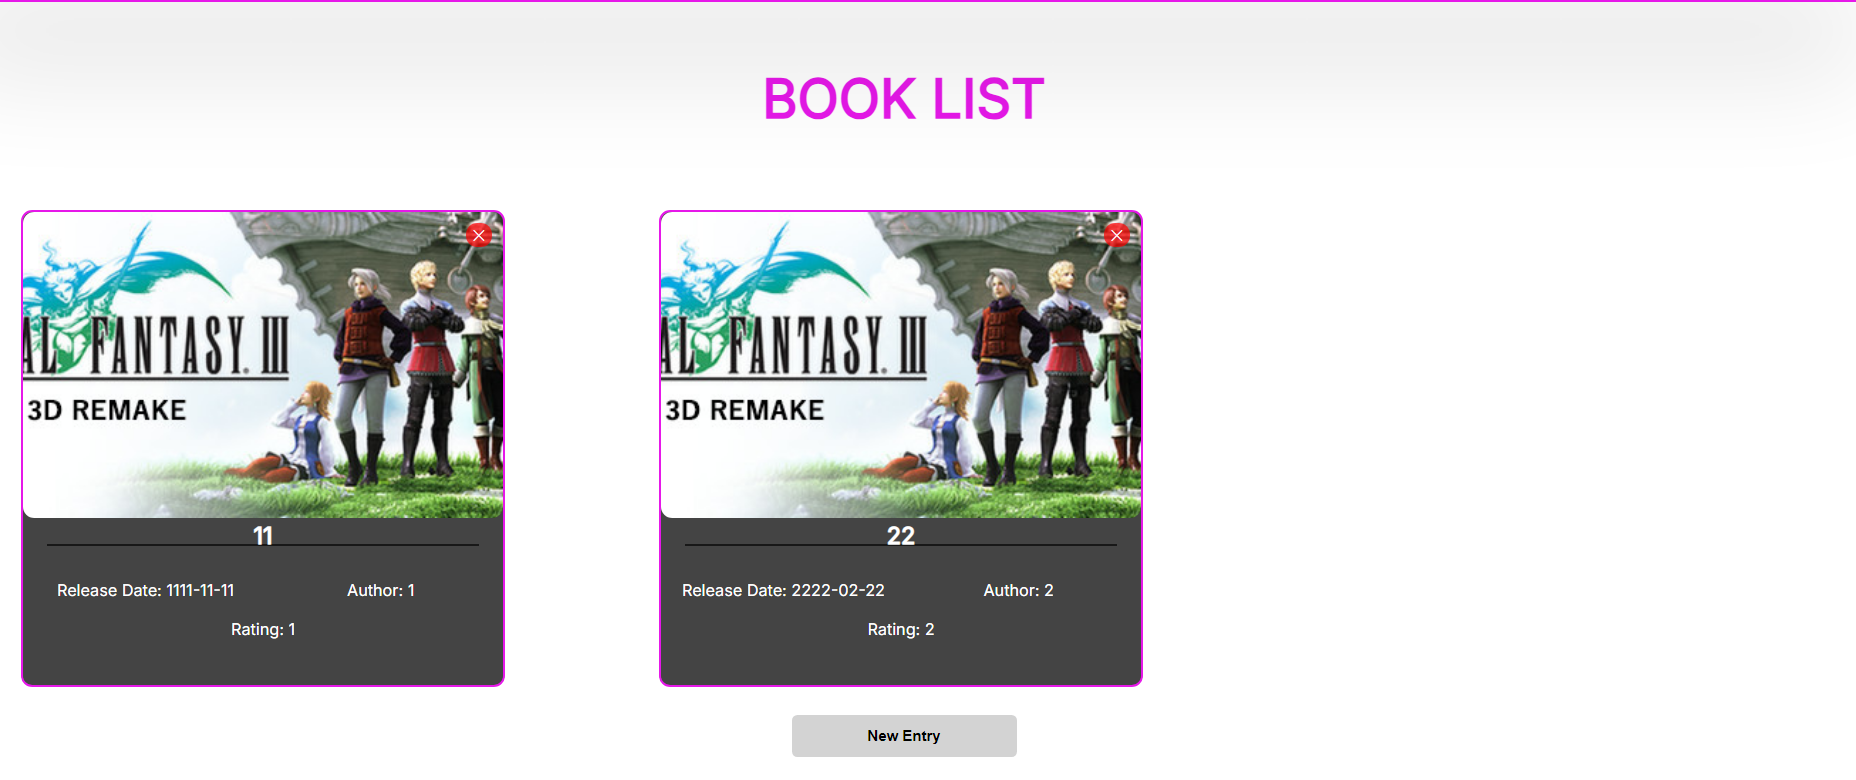 BOOK LIST
AL FANTASY. III
3D REMAKE
11
Release Date: 1111-11-11 Author: 1
Rating: 1
AL FANTASY. III
3D REMAKE
22
Release Date: 2222-02-22 Author: 2
Rating: 2
New Entry